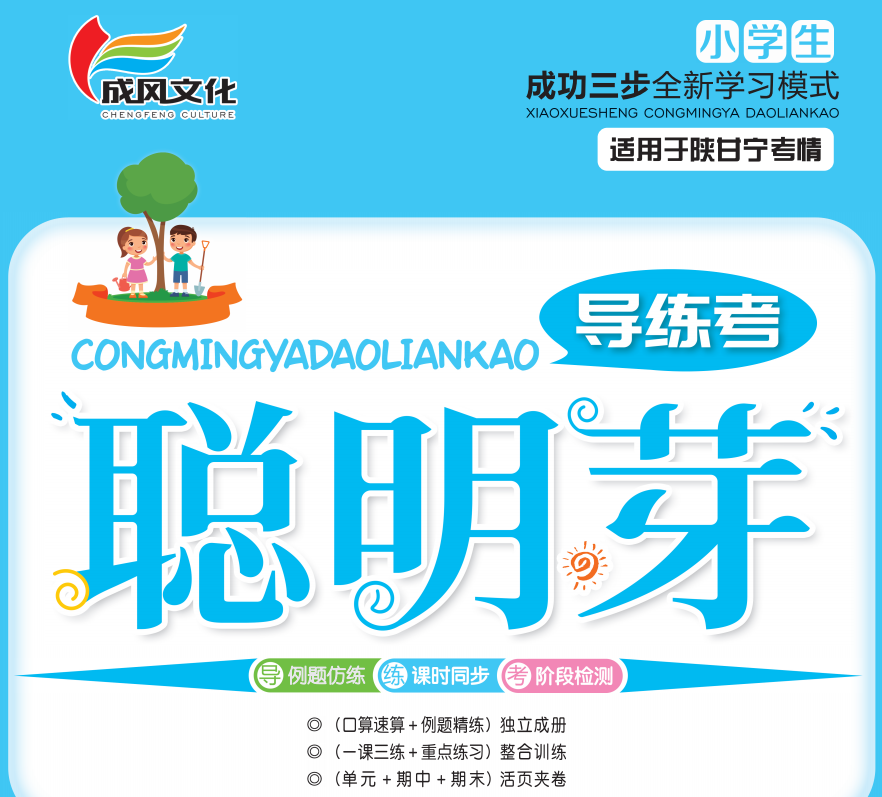 成风文化
CHENGFENG CULTURE
小学生
成功三步全新学习模式
XIAOXUESHENG CONGMINGYA DAOLIANKAO
适用于陕甘宁考情
导练考
CONGMINGYADAOLIANKAO
聪明芽
导 例题仿练 练 课时同步 考 阶段检测
◎（口算速算+例题精练）独立成册
◎（一课三练+重点练习）整合训练
◎（单元+期中+期末）活页夹卷